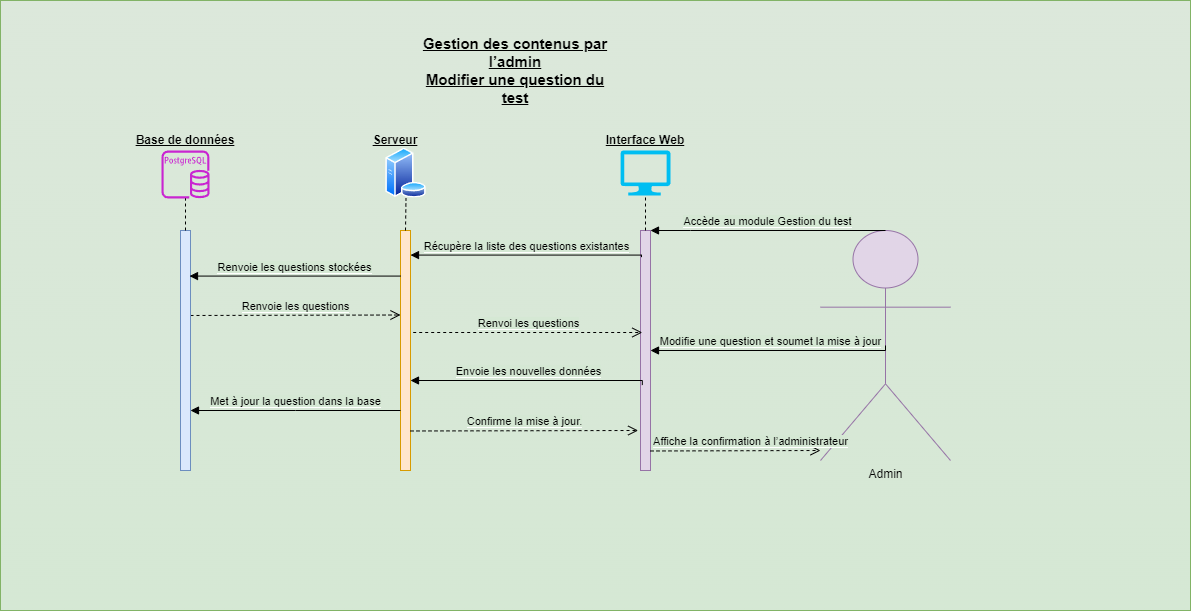 Gestion des contenus par
l’admin
Modifier une question du
test
Base de données
Serveur
Interface Web
PostgreSQL
Accède au module Gestion du test
Récupère la liste des questions existantes
Renvoie les questions stockées
Renvoie les questions
Renvoi les questions
Modifie une question et soumet la mise à jour
Envoie les nouvelles données
Met à jour la question dans la base
Confirme la mise à jour.
Affiche la confirmation à l’administrateur
Admin